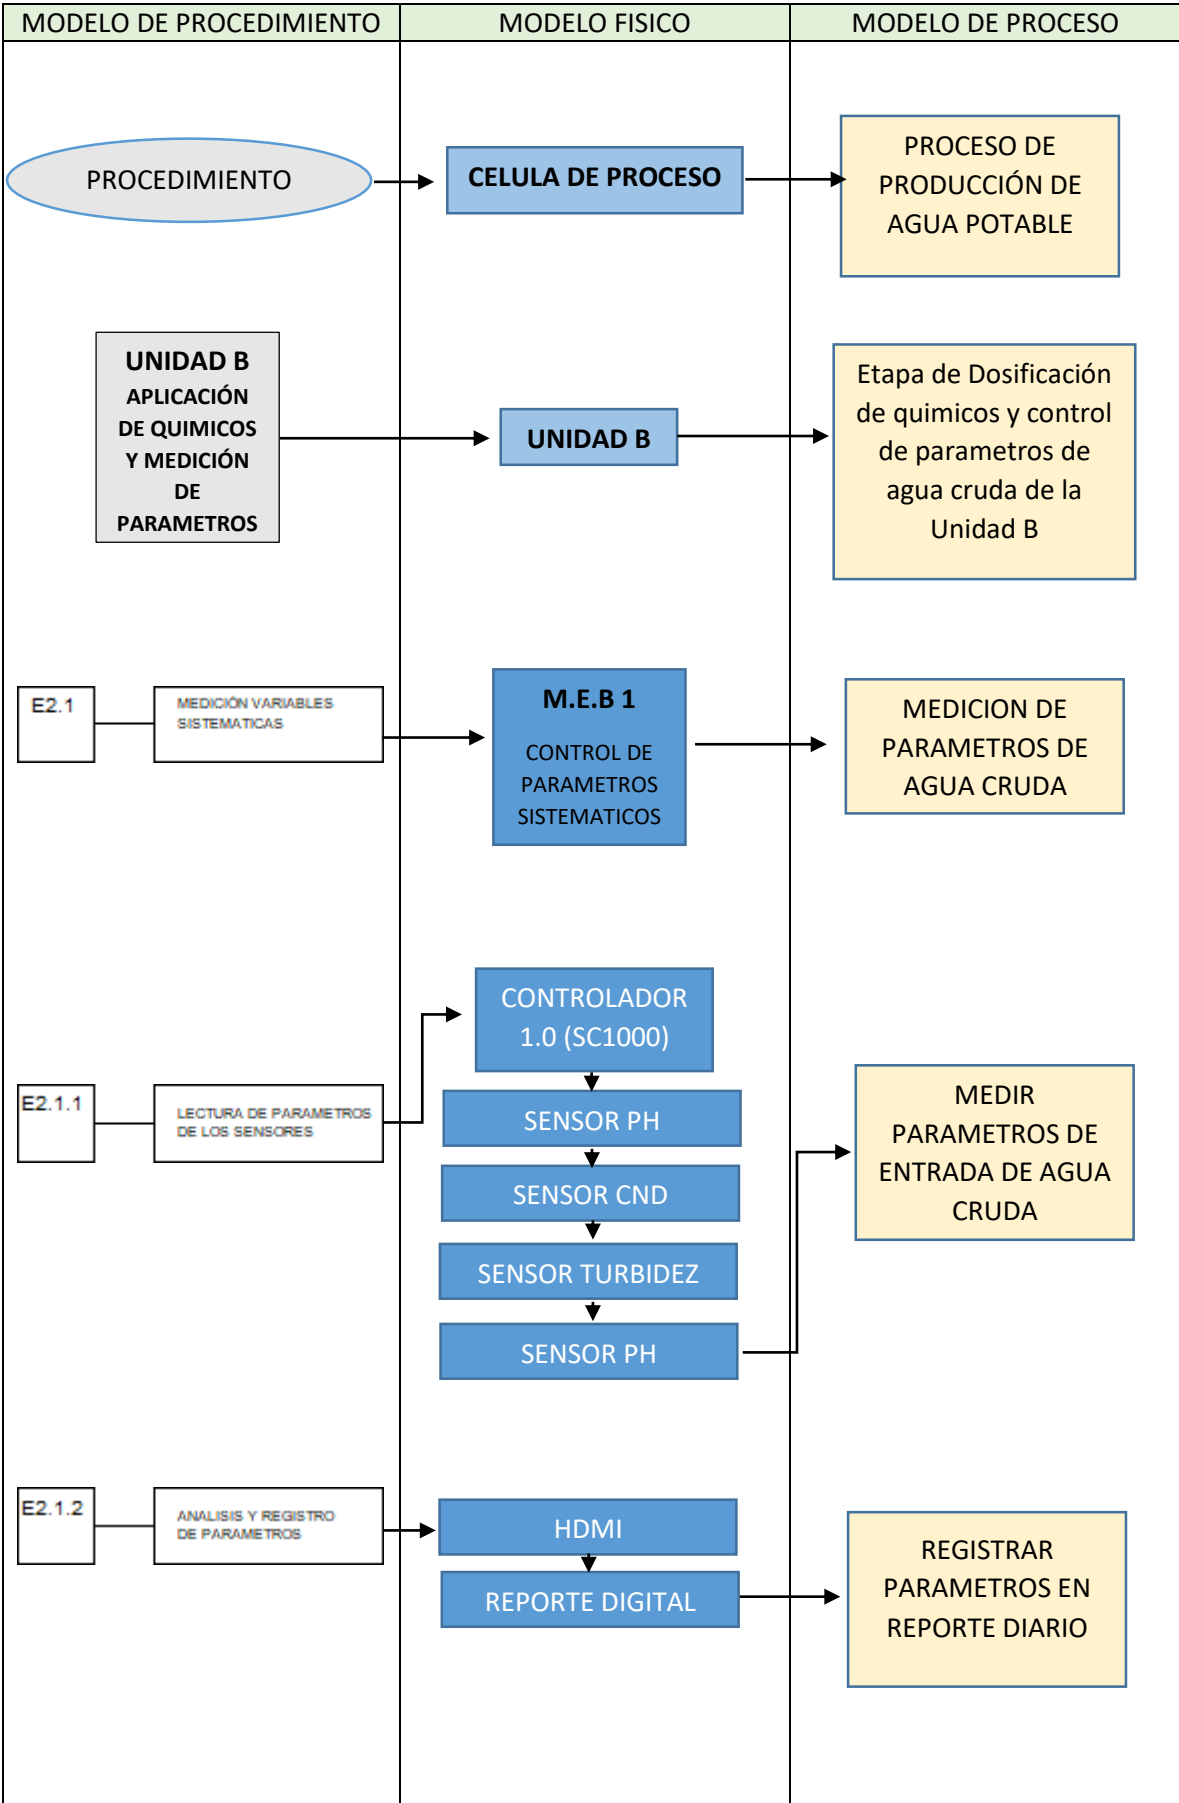 MODELO DE PROCEDIMIENTO
MODELO FISICO
MODELO DE PROCESO
PROCEDIMIENTO
CELULA DE PROCESO
PROCESO DE
PRODUCCIÓN DE
AGUA POTABLE
UNIDAD B
APLICACIÓN
DE QUIMICOS
Y MEDICIÓN
DE
PARAMETROS
UNIDAD B
Etapa de Dosificación
de quimicos y control
de parametros de
agua cruda de la
Unidad B
E2.1
MEDICIÓN VARIABLES
SISTEMATICAS
M.E.B 1
CONTROL DE
PARAMETROS
SISTEMATICOS
MEDICION DE
PARAMETROS DE
AGUA CRUDA
E2.1.1
LECTURA DE PARAMETROS
DE LOS SENSORES
CONTROLADOR
1.0 (SC1000)
SENSOR PH
SENSOR CND
SENSOR TURBIDEZ
SENSOR PH
MEDIR
PARAMETROS DE
ENTRADA DE AGUA
CRUDA
E2.1.2
ANALISIS Y REGISTRO
DE PARAMETROS
HDMI
REPORTE DIGITAL
REGISTRAR
PARAMETROS EN
REPORTE DIARIO